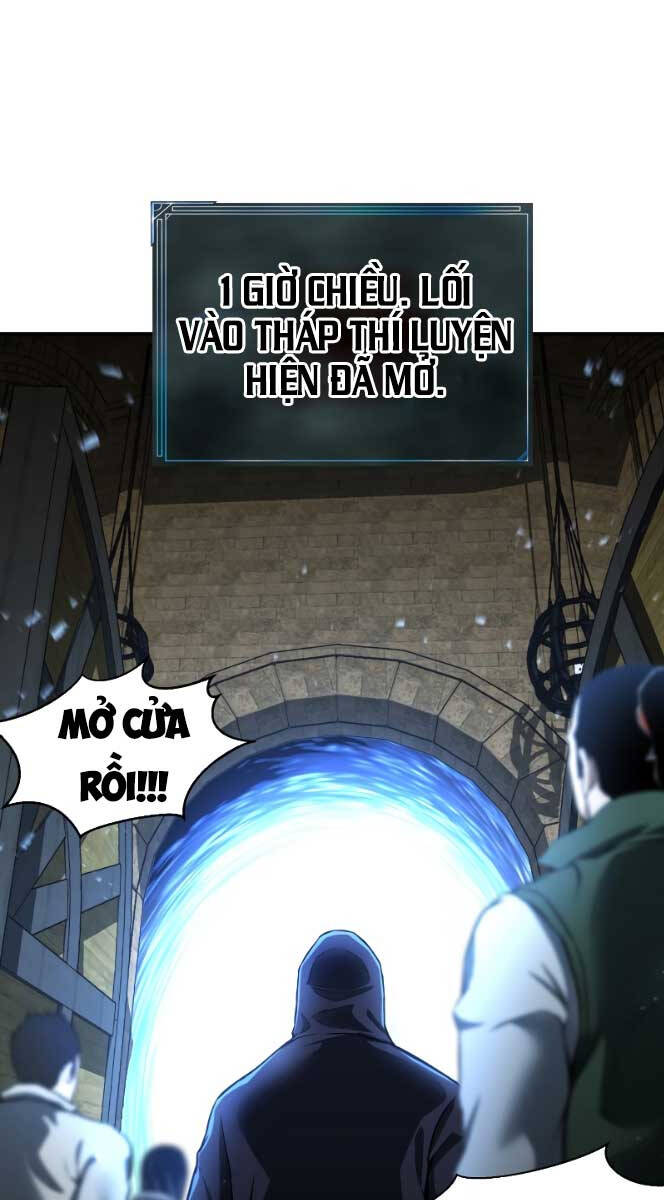 1 GIỜ CHIỀU. LỐI
VÀO THÁP THÍ LUYỆN
HIỆN ĐÃ MỞ.
MỞ CỬA
RỒI!!!